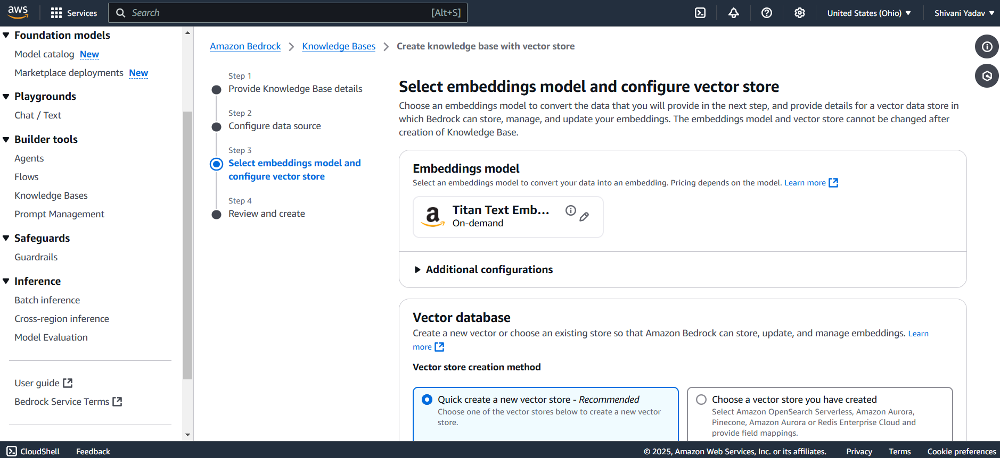 aws
Services
Search
[Alt+S]
United States (Ohio)
Shivani Yadav
Foundation models
Model catalog New
Marketplace deployments New
Playgrounds
Chat / Text
Builder tools
Agents
Flows
Knowledge Bases
Prompt Management
Safeguards
Guardrails
Inference
Batch inference
Cross-region inference
Model Evaluation
User guide
Bedrock Service Terms
Amazon Bedrock
Knowledge Bases
Create knowledge base with vector store
Step 1
Provide Knowledge Base details
Step 2
Configure data source
Step 3
Select embeddings model and
configure vector store
Step 4
Review and create
Select embeddings model and configure vector store
Choose an embeddings model to convert the data that you will provide in the next step, and provide details for a vector data store in
which Bedrock can store, manage, and update your embeddings. The embeddings model and vector store cannot be changed after
creation of Knowledge Base.
Embeddings model
Select an embeddings model to convert your data into an embedding. Pricing depends on the model. Learn more
a
Titan Text Emb...
On-demand
Additional configurations
Vector database
Create a new vector or choose an existing store so that Amazon Bedrock can store, update, and manage embeddings. Learn
more
Vector store creation method
Quick create a new vector store - Recommended
Choose one of the vector stores below to create a new vector
store.
Choose a vector store you have created
Select Amazon OpenSearch Serverless, Amazon Aurora,
Pinecone, Amazon Aurora or Redis Enterprise Cloud and
provide field mappings.
CloudShell
Feedback
© 2025, Amazon Web Services, Inc. or its affiliates.
Privacy
Terms
Cookie preferences